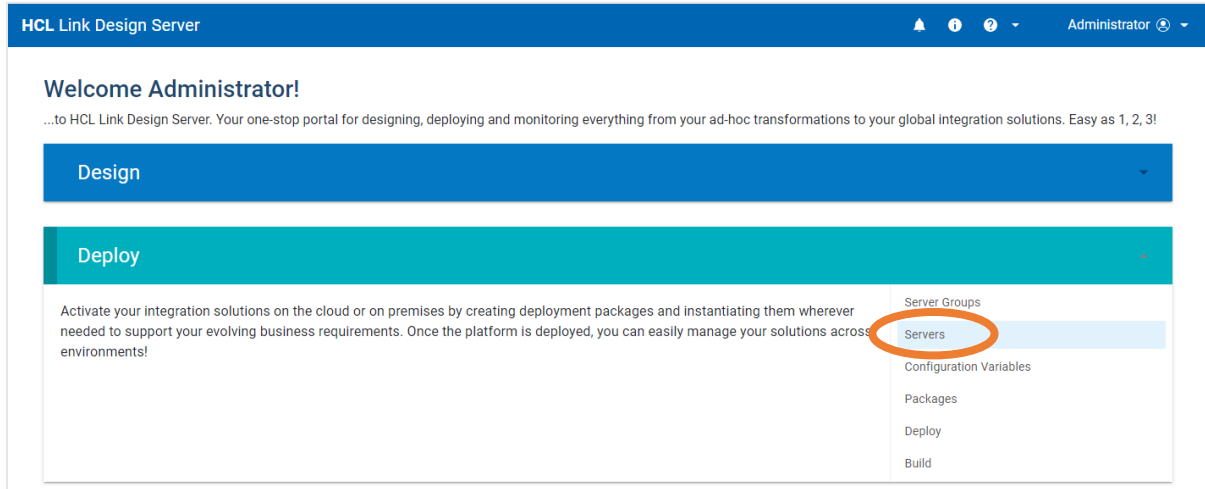 HCL Link Design Server
Administrator
Welcome Administrator!
...to HCL Link Design Server. Your one-stop portal for designing, deploying and monitoring everything from your ad-hoc transformations to your global integration solutions. Easy as 1, 2, 3!
Design
Deploy
Activate your integration solutions on the cloud or on premises by creating deployment packages and instantiating them wherever
needed to support your evolving business requirements. Once the platform is deployed, you can easily manage your solutions across
environments!
Server Groups
Servers
Configuration Variables
Packages
Deploy
Build